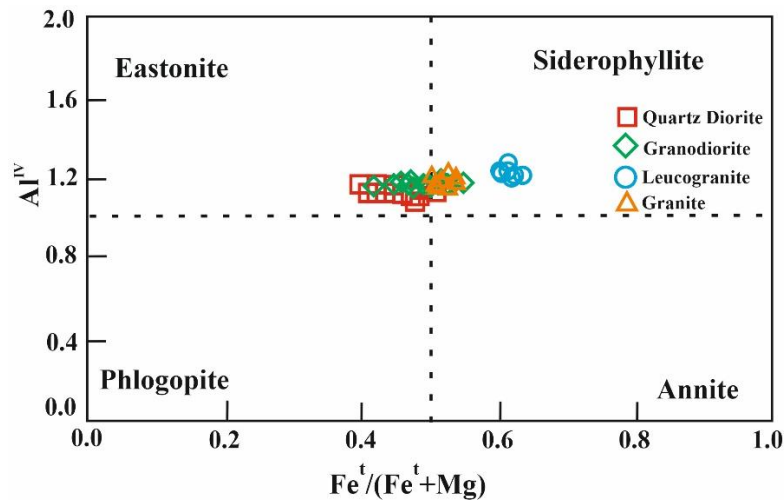 2.0
Eastonite
Siderophyllite
1.6
Quartz Diorite
Granodiorite
Leucogranite
Granite
1.2
Al^IV
0.8
0.4
Phlogopite
Annite
0.0
0.0 0.2 0.4 0.6 0.8 1.0
Fe^t/(Fe^t+Mg)